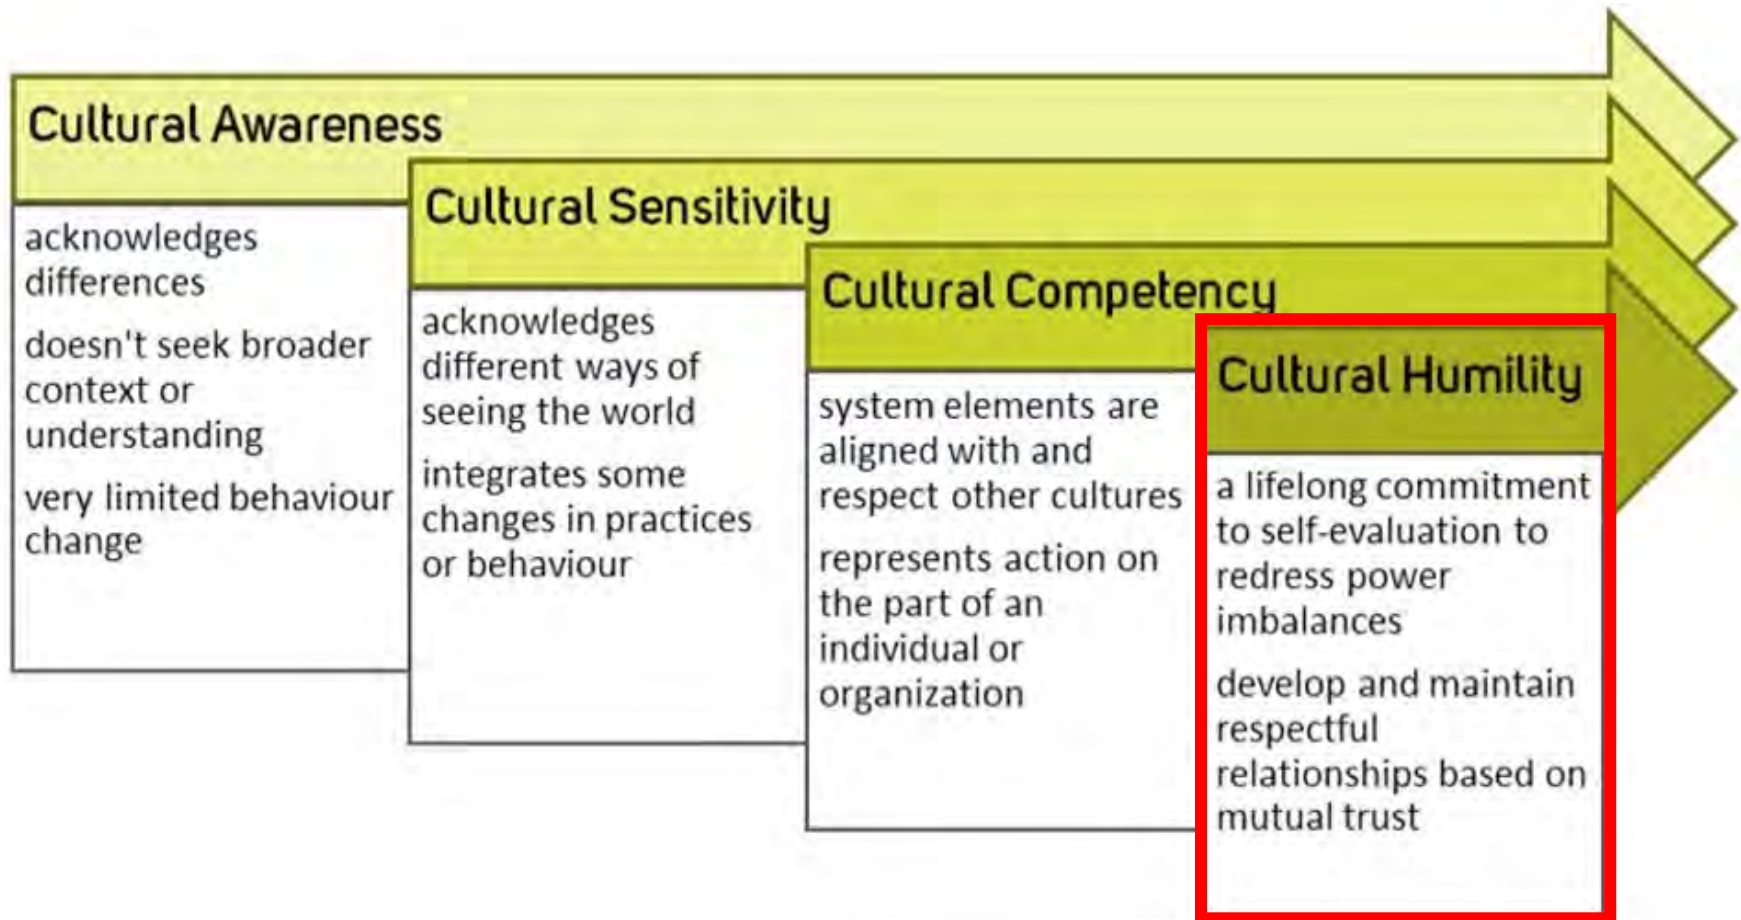 Cultural Awareness
acknowledges
differences
doesn't seek broader
context or
understanding
very limited behaviour
change
Cultural Sensitivity
acknowledges
different ways of
seeing the world
integrates some
changes in practices
or behaviour
Cultural Competency
system elements are
aligned with and
respect other cultures
represents action on
the part of an
individual or
organization
Cultural Humility
a lifelong commitment
to self-evaluation to
redress power
imbalances
develop and maintain
respectful
relationships based on
mutual trust